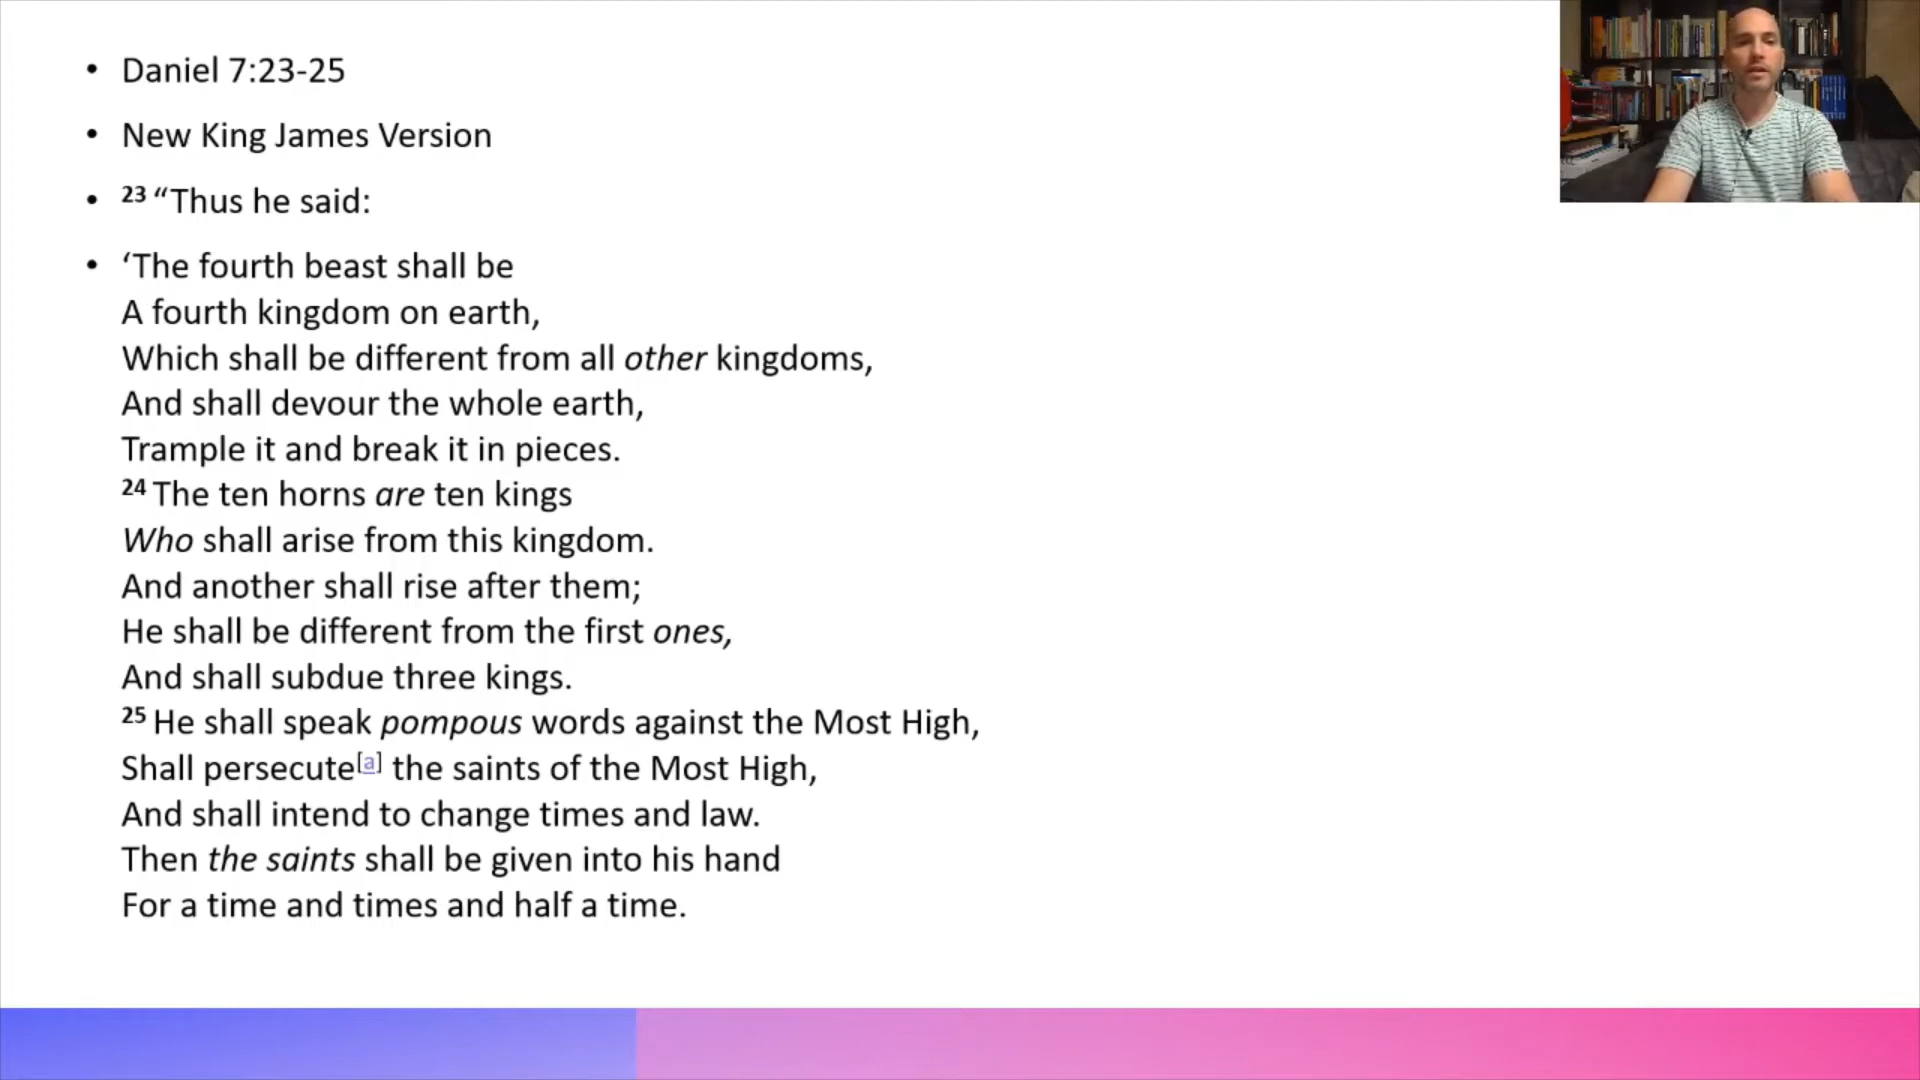 • Daniel 7:23-25
• New King James Version
• 23 “Thus he said:
• ‘The fourth beast shall be
A fourth kingdom on earth,
Which shall be different from all other kingdoms,
And shall devour the whole earth,
Trample it and break it in pieces.
24 The ten horns are ten kings
Who shall arise from this kingdom.
And another shall rise after them;
He shall be different from the first ones,
And shall subdue three kings.
25 He shall speak pompous words against the Most High,
Shall persecute[a] the saints of the Most High,
And shall intend to change times and law.
Then the saints shall be given into his hand
For a time and times and half a time.